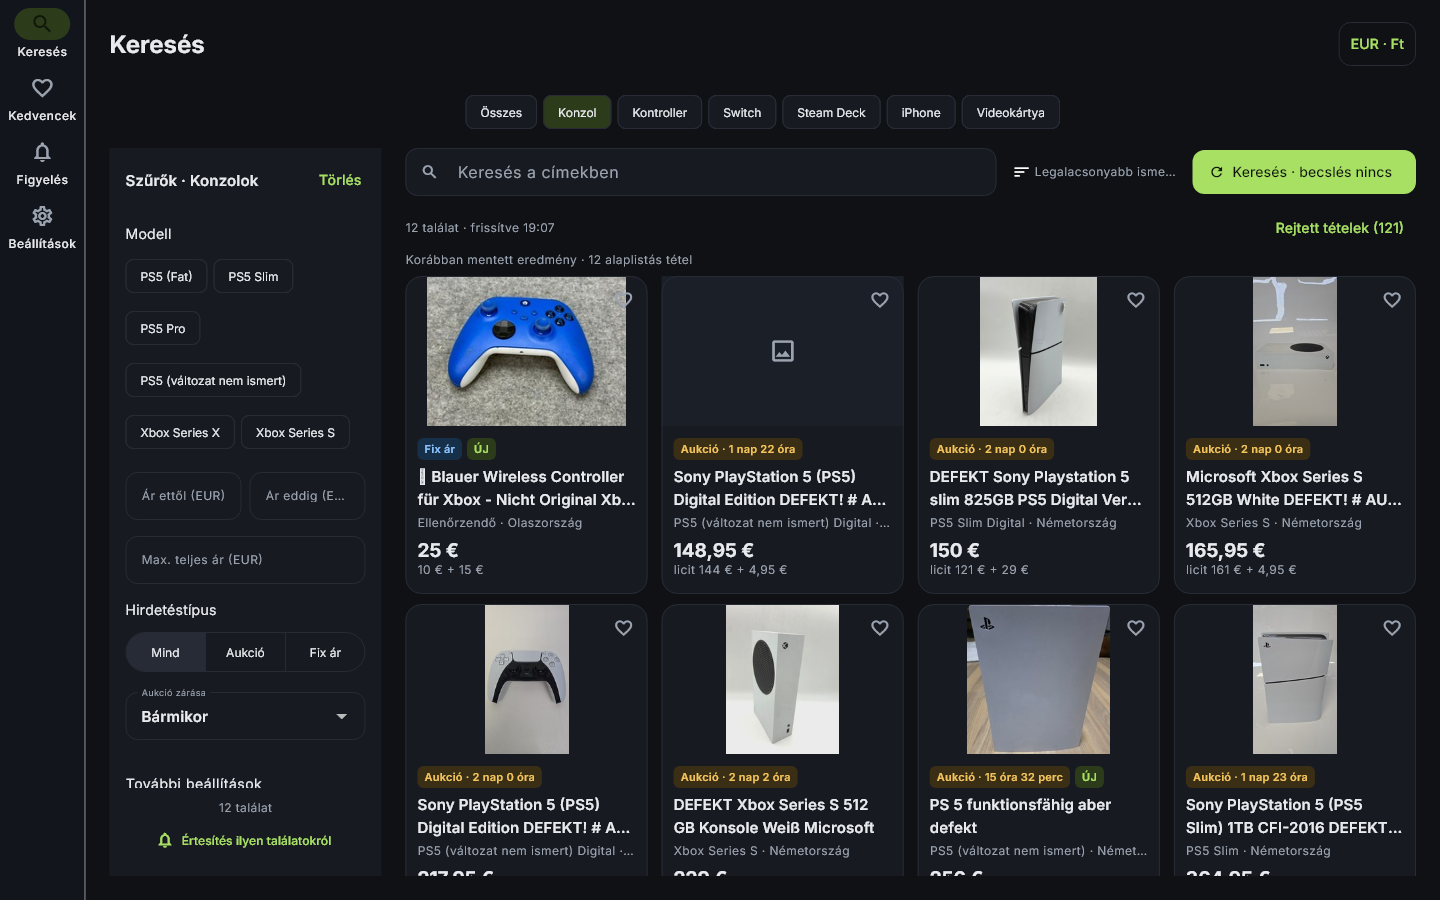 Keresés
Kedvencek
Figyelés
Beállítások
Keresés
EUR · Ft
Összes
Konzol
Kontroller
Switch
Steam Deck
iPhone
Videokártya
Szűrők · Konzolok
Törlés
Modell
PS5 (Fat)
PS5 Slim
PS5 Pro
PS5 (változat nem ismert)
Xbox Series X
Xbox Series S
Ár ettől (EUR)
Ár eddig (E...
Max. teljes ár (EUR)
Hirdetéstípus
Mind
Aukció
Fix ár
Aukció zárása
Bármikor
További beállítások
12 találat
Értesítés ilyen találatokról
Keresés a címekben
Legalacsonyabb isme...
Keresés · becslés nincs
12 találat · frissítve 19:07
Rejtett tételek (121)
Korábban mentett eredmény · 12 alaplistás tétel
Fix ár
ÚJ
Blauer Wireless Controller
für Xbox - Nicht Original Xb...
Ellenőrzendő · Olaszország
25 €
10 € + 15 €
Aukció · 1 nap 22 óra
Sony PlayStation 5 (PS5)
Digital Edition DEFEKT! # A...
PS5 (változat nem ismert) Digital ·...
148,95 €
licit 144 € + 4,95 €
Aukció · 2 nap 0 óra
DEFEKT Sony Playstation 5
slim 825GB PS5 Digital Ver...
PS5 Slim Digital · Németország
150 €
licit 121 € + 29 €
Aukció · 2 nap 0 óra
Microsoft Xbox Series S
512GB White DEFEKT! # AU...
Xbox Series S · Németország
165,95 €
licit 161 € + 4,95 €
Aukció · 2 nap 0 óra
Sony PlayStation 5 (PS5)
Digital Edition DEFEKT! # A...
PS5 (változat nem ismert) Digital ·...
Aukció · 2 nap 2 óra
DEFEKT Xbox Series S 512
GB Konsole Weiß Microsoft
Xbox Series S · Németország
Aukció · 15 óra 32 perc
ÚJ
PS 5 funktionsfähig aber
defekt
PS5 (változat nem ismert) · Német...
Aukció · 1 nap 23 óra
Sony PlayStation 5 (PS5
Slim) 1TB CFI-2016 DEFEKT...
PS5 Slim · Németország